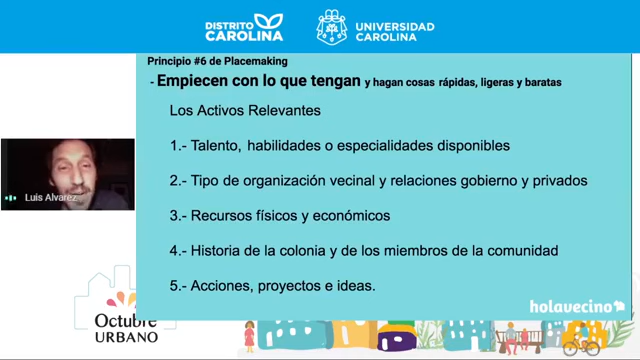 DISTRITO
CAROLINA
UNIVERSIDAD
CAROLINA
Principio #6 de Placemaking
- Empiecen con lo que tengan y hagan cosas rápidas, ligeras y baratas
Los Activos Relevantes
1.- Talento, habilidades o especialidades disponibles
2.- Tipo de organización vecinal y relaciones gobierno y privados
3.- Recursos físicos y económicos
4.- Historia de la colonia y de los miembros de la comunidad
5.- Acciones, proyectos e ideas.
Luis Alvarez
holavecino
Octubre
URBANO